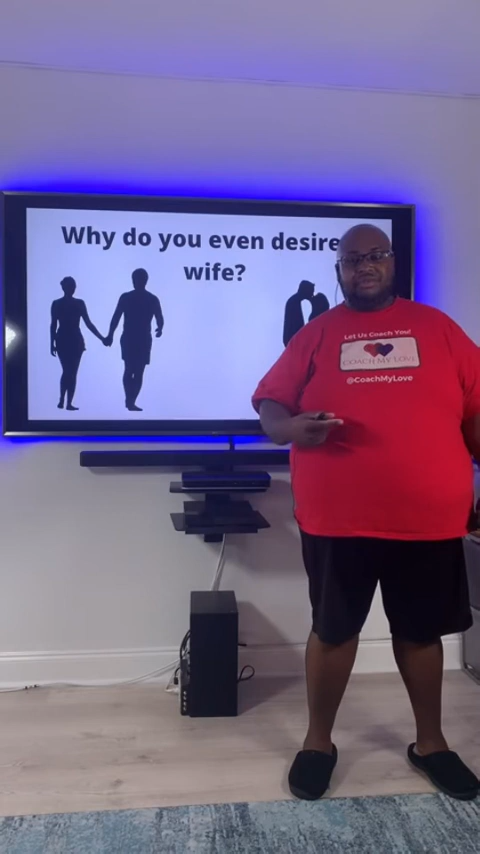 Why do you even desire
wife?
Let Us Coach You!
COACH MY LOVE
@CoachMyLove